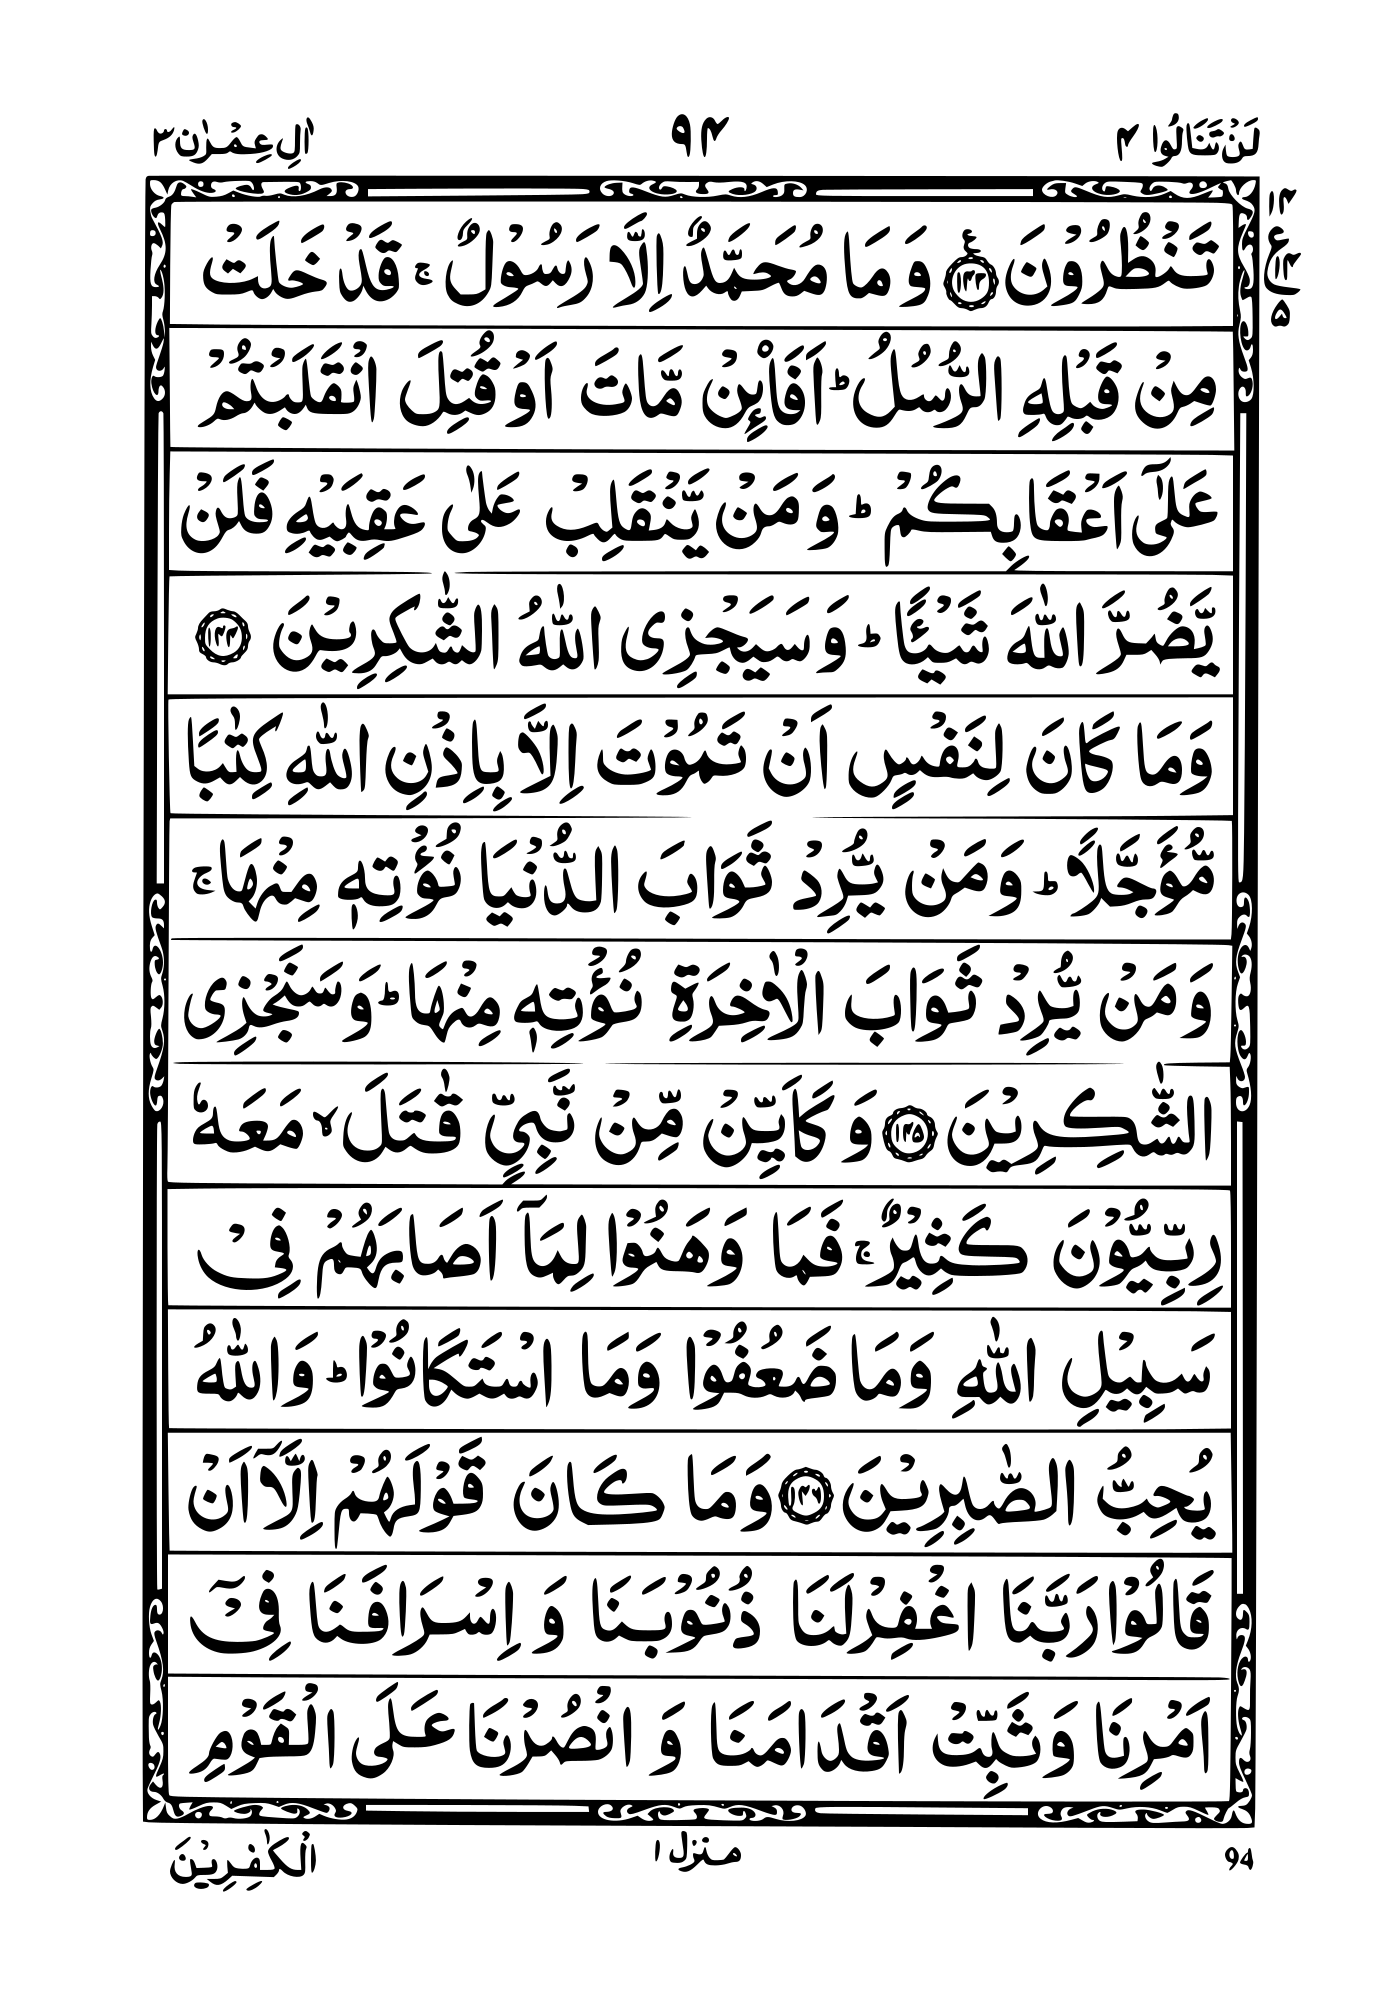 لَنْ تَنَالُوا ۴
۹۴
اٰلِ عِمْرٰن ۳
۱۴
ع
۱۴
۵
تَنْظُرُوْنَ ﴿۱۴۳﴾ وَ مَا مُحَمَّدٌ اِلَّا رَسُوْلٌ ۚ قَدْ خَلَتْ
مِنْ قَبْلِهِ الرُّسُلُ ؕ اَفَا۟ىِٕنْ مَّاتَ اَوْ قُتِلَ انْقَلَبْتُمْ
عَلٰۤى اَعْقَابِكُمْ ؕ وَ مَنْ يَّنْقَلِبْ عَلٰى عَقِبَيْهِ فَلَنْ
يَّضُرَّ اللّٰهَ شَيْـًٔا ؕ وَ سَيَجْزِى اللّٰهُ الشّٰكِرِيْنَ ﴿۱۴۴﴾
وَمَا كَانَ لِنَفْسٍ اَنْ تَمُوْتَ اِلَّا بِاِذْنِ اللّٰهِ كِتٰبًا
مُّؤَجَّلًا ؕ وَ مَنْ يُّرِدْ ثَوَابَ الدُّنْيَا نُؤْتِهٖ مِنْهَا ۚ
وَ مَنْ يُّرِدْ ثَوَابَ الْاٰخِرَةِ نُؤْتِهٖ مِنْهَا ؕ وَ سَنَجْزِى
الشّٰكِرِيْنَ ﴿۱۴۵﴾ وَ كَاَيِّنْ مِّنْ نَّبِيٍّ قٰتَلَ ۙ مَعَهٗ
رِبِّيُّوْنَ كَثِيْرٌ ۚ فَمَا وَهَنُوْا لِمَاۤ اَصَابَهُمْ فِيْ
سَبِيْلِ اللّٰهِ وَمَا ضَعُفُوْا وَمَا اسْتَكَانُوْا ؕ وَاللّٰهُ
يُحِبُّ الصّٰبِرِيْنَ ﴿۱۴۶﴾ وَمَا كَانَ قَوْلَهُمْ اِلَّاۤ اَنْ
قَالُوْا رَبَّنَا اغْفِرْلَنَا ذُنُوْبَنَا وَ اِسْرَافَنَا فِيْۤ
اَمْرِنَا وَ ثَبِّتْ اَقْدَامَنَا وَ انْصُرْنَا عَلَى الْقَوْمِ
94
منزل ۱
الْكٰفِرِيْنَ